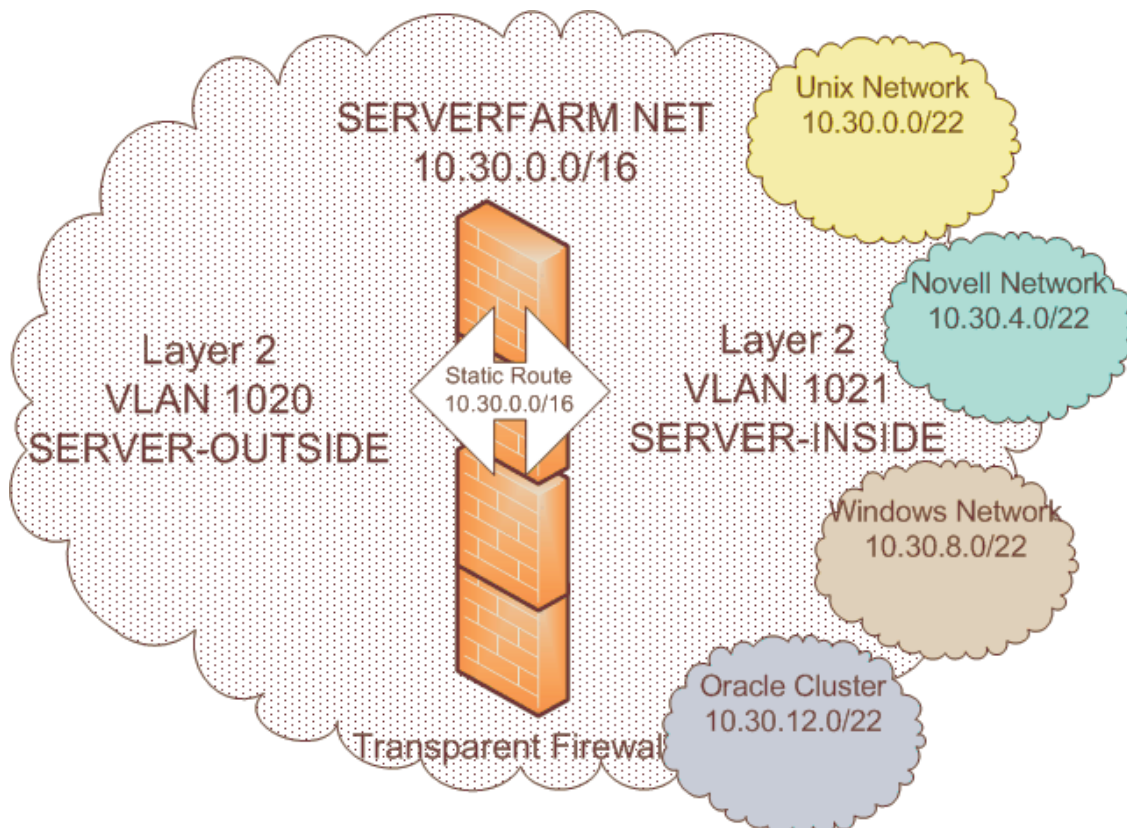 Unix Network
10.30.0.0/22
SERVERFARM NET
10.30.0.0/16
Novell Network
10.30.4.0/22
Layer 2
VLAN 1020
SERVER-OUTSIDE
Static Route
10.30.0.0/16
Layer 2
VLAN 1021
SERVER-INSIDE
Windows Network
10.30.8.0/22
Oracle Cluster
10.30.12.0/22
Transparent Firewal